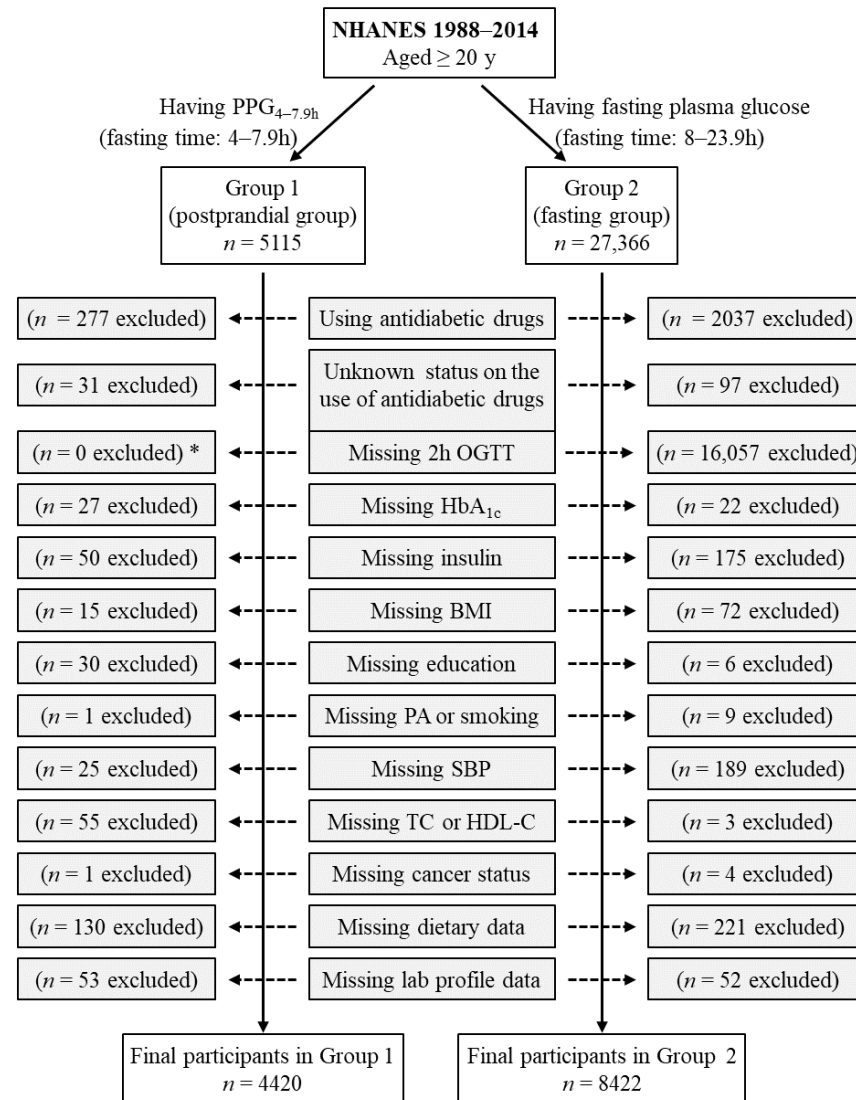 NHANES 1988–2014
Aged ≥ 20 y
Having PPG4–7.9h
(fasting time: 4–7.9h)
Having fasting plasma glucose
(fasting time: 8–23.9h)
Group 1
(postprandial group)
n = 5115
Group 2
(fasting group)
n = 27,366
(n = 277 excluded)
Using antidiabetic drugs
(n = 2037 excluded)
(n = 31 excluded)
Unknown status on the
use of antidiabetic drugs
(n = 97 excluded)
(n = 0 excluded) *
Missing 2h OGTT
(n = 16,057 excluded)
(n = 27 excluded)
Missing HbA1c
(n = 22 excluded)
(n = 50 excluded)
Missing insulin
(n = 175 excluded)
(n = 15 excluded)
Missing BMI
(n = 72 excluded)
(n = 30 excluded)
Missing education
(n = 6 excluded)
(n = 1 excluded)
Missing PA or smoking
(n = 9 excluded)
(n = 25 excluded)
Missing SBP
(n = 189 excluded)
(n = 55 excluded)
Missing TC or HDL-C
(n = 3 excluded)
(n = 1 excluded)
Missing cancer status
(n = 4 excluded)
(n = 130 excluded)
Missing dietary data
(n = 221 excluded)
(n = 53 excluded)
Missing lab profile data
(n = 52 excluded)
Final participants in Group 1
n = 4420
Final participants in Group 2
n = 8422